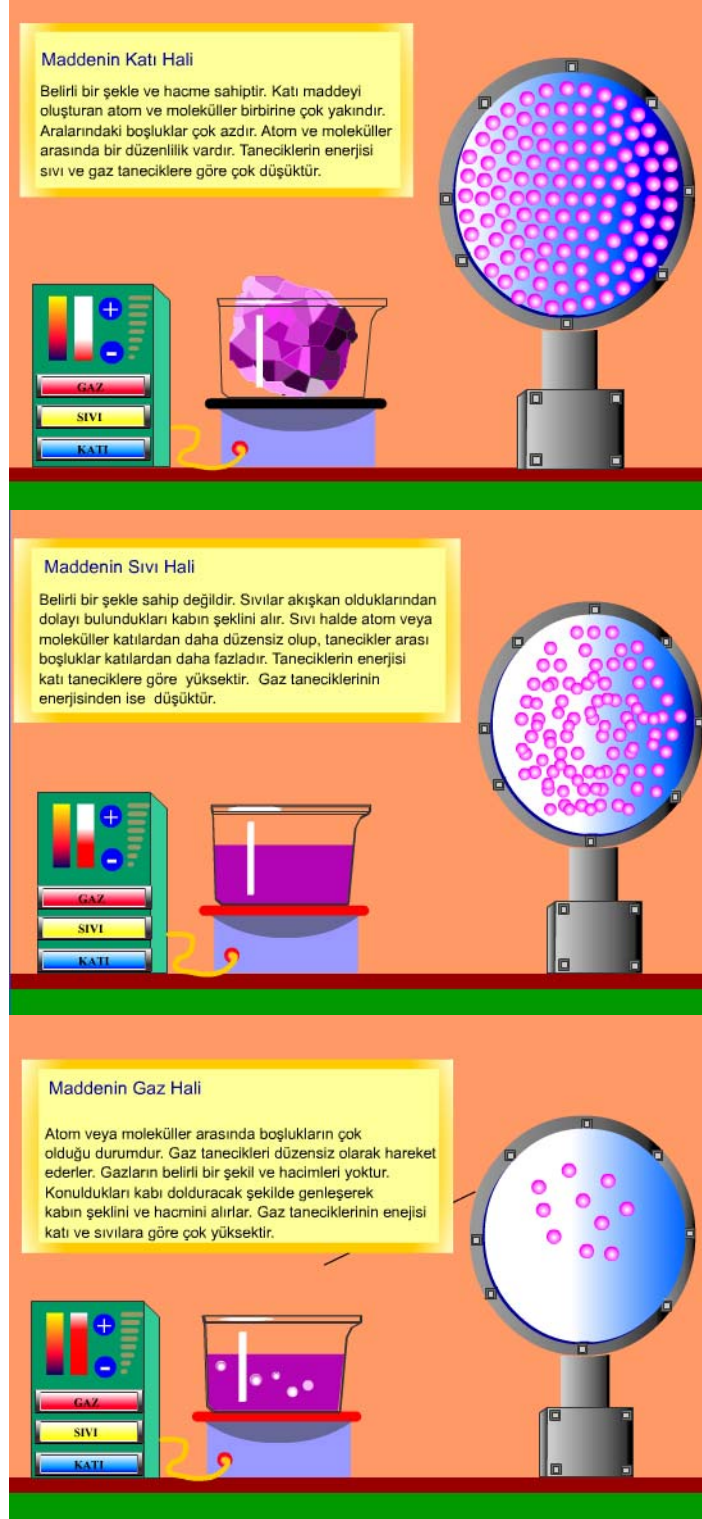 Maddenin Katı Hali
Belirli bir şekle ve hacme sahiptir. Katı maddeyi
oluşturan atom ve moleküller birbirine çok yakındır.
Aralarındaki boşluklar çok azdır. Atom ve moleküller
arasında bir düzenlilik vardır. Taneciklerin enerjisi
sıvı ve gaz taneciklere göre çok düşüktür.
+
-
GAZ
SIVI
KATI
Maddenin Sıvı Hali
Belirli bir şekle sahip değildir. Sıvılar akışkan olduklarından
dolayı bulundukları kabın şeklini alır. Sıvı halde atom veya
moleküller katılardan daha düzensiz olup, tanecikler arası
boşluklar katılardan daha fazladır. Taneciklerin enerjisi
katı taneciklere göre yüksektir. Gaz taneciklerinin
enerjisinden ise düşüktür.
+
-
GAZ
SIVI
KATI
Maddenin Gaz Hali
Atom veya moleküller arasında boşlukların çok
olduğu durumdur. Gaz tanecikleri düzensiz olarak hareket
ederler. Gazların belirli bir şekil ve hacimleri yoktur.
Konuldukları kabı dolduracak şekilde genleşerek
kabın şeklini ve hacmini alırlar. Gaz taneciklerinin enejisi
katı ve sıvılara göre çok yüksektir.
+
-
GAZ
SIVI
KATI